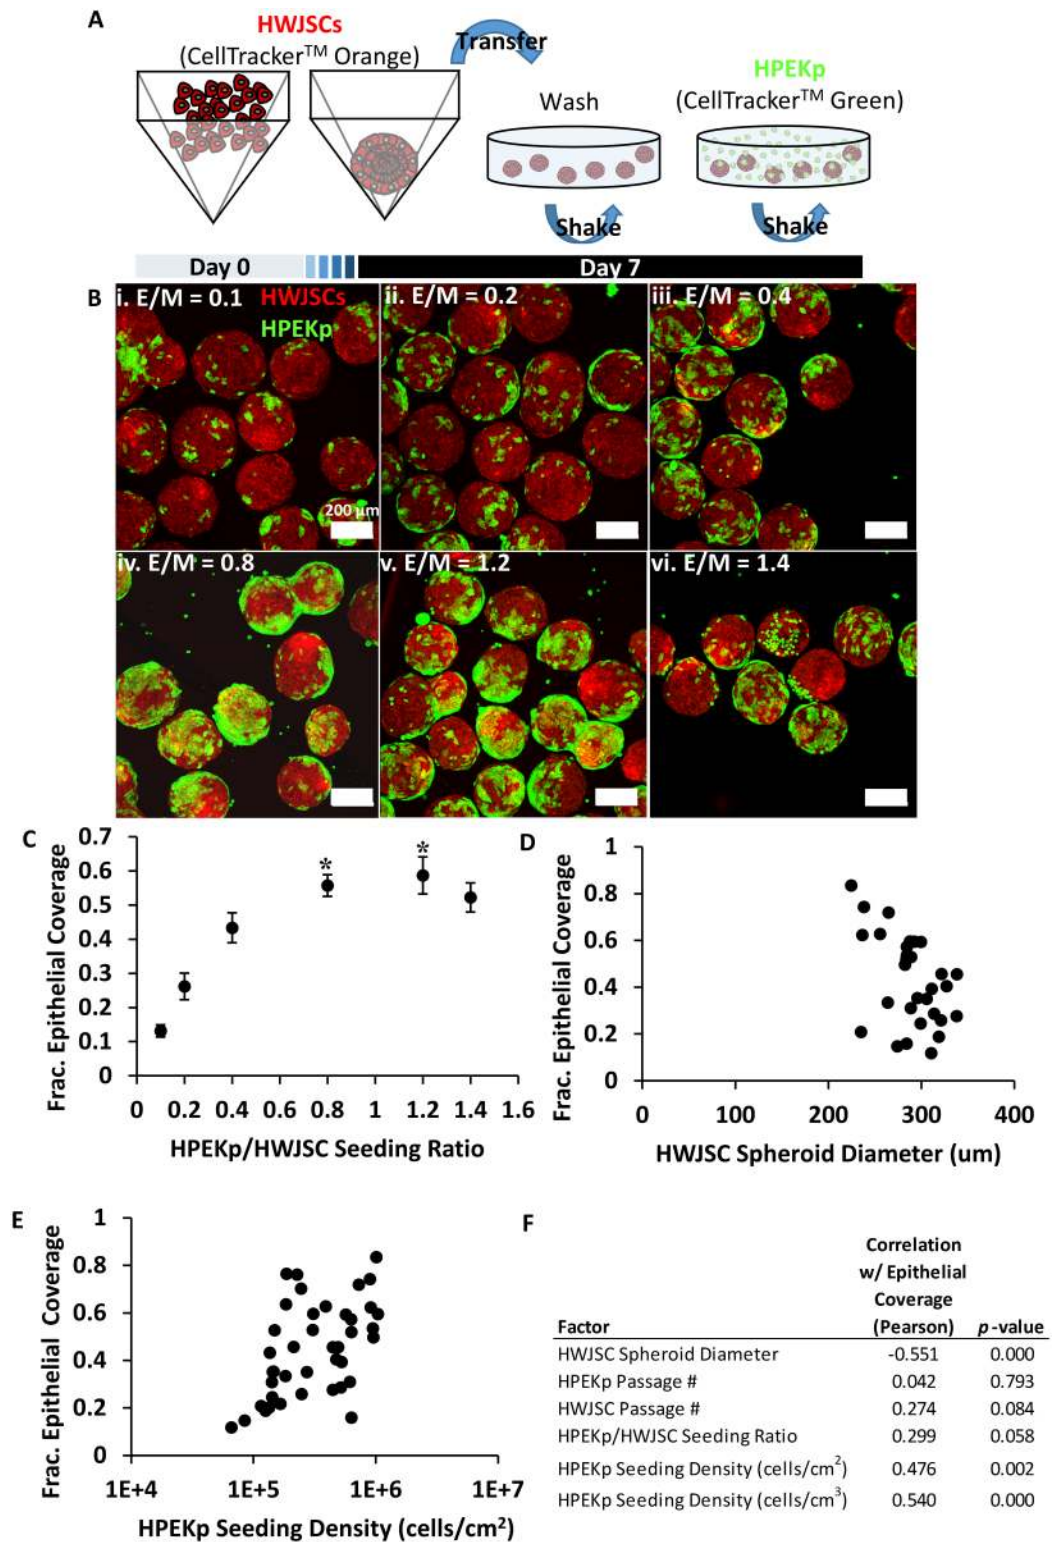 A
HWJSCs
(CellTracker™ Orange)
Transfer
Wash
HPEKp
(CellTracker™ Green)
Shake
Shake
Day 0
Day 7
B
i. E/M = 0.1
HWJSCs
HPEKp
200 µm
ii. E/M = 0.2
iii. E/M = 0.4
iv. E/M = 0.8
v. E/M = 1.2
vi. E/M = 1.4
C
Frac. Epithelial Coverage
0.7
0.6
0.5
0.4
0.3
0.2
0.1
0
* *
0 0.2 0.4 0.6 0.8 1 1.2 1.4 1.6
HPEKp/HWJSC Seeding Ratio
D
Frac. Epithelial Coverage
1
0.8
0.6
0.4
0.2
0
0 100 200 300 400
HWJSC Spheroid Diameter (um)
E
Frac. Epithelial Coverage
1
0.8
0.6
0.4
0.2
0
1E+4 1E+5 1E+6 1E+7
HPEKp Seeding Density (cells/cm²)
F
Correlation
w/ Epithelial
Coverage
Factor (Pearson) p-value
HWJSC Spheroid Diameter -0.551 0.000
HPEKp Passage # 0.042 0.793
HWJSC Passage # 0.274 0.084
HPEKp/HWJSC Seeding Ratio 0.299 0.058
HPEKp Seeding Density (cells/cm²) 0.476 0.002
HPEKp Seeding Density (cells/cm³) 0.540 0.000